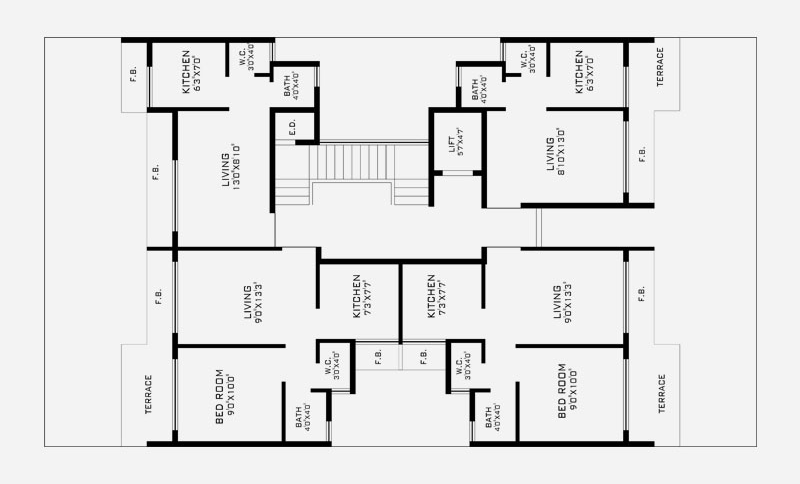 F.B.
KITCHEN
6'3"X7'0"
W.C.
3'0"X4'0"
BATH
4'0"X4'0"
BATH
4'0"X4'0"
W.C.
3'0"X4'0"
KITCHEN
6'3"X7'0"
TERRACE
F.B.
LIVING
13'0"X8'10"
E.D.
LIFT
5'7"X4'7"
LIVING
8'10"X13'0"
F.B.
F.B.
LIVING
9'0"X13'3"
KITCHEN
7'3"X7'7"
KITCHEN
7'3"X7'7"
LIVING
9'0"X13'3"
F.B.
TERRACE
BED ROOM
9'0"X10'0"
W.C.
3'0"X4'0"
F.B.
F.B.
W.C.
3'0"X4'0"
BED ROOM
9'0"X10'0"
TERRACE
BATH
4'0"X4'0"
BATH
4'0"X4'0"